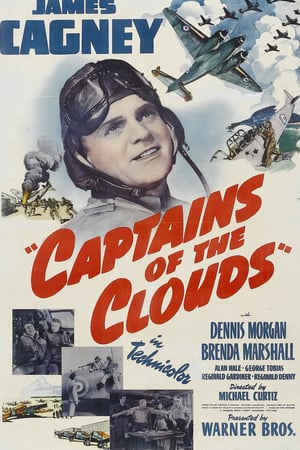 JAMES
CAGNEY
"CAPTAINS
OF THE
CLOUDS"
in
Technicolor
with
DENNIS MORGAN
BRENDA MARSHALL
ALAN HALE · GEORGE TOBIAS
REGINALD GARDINER · REGINALD DENNY
Directed by
MICHAEL CURTIZ
Presented by
WARNER BROS.